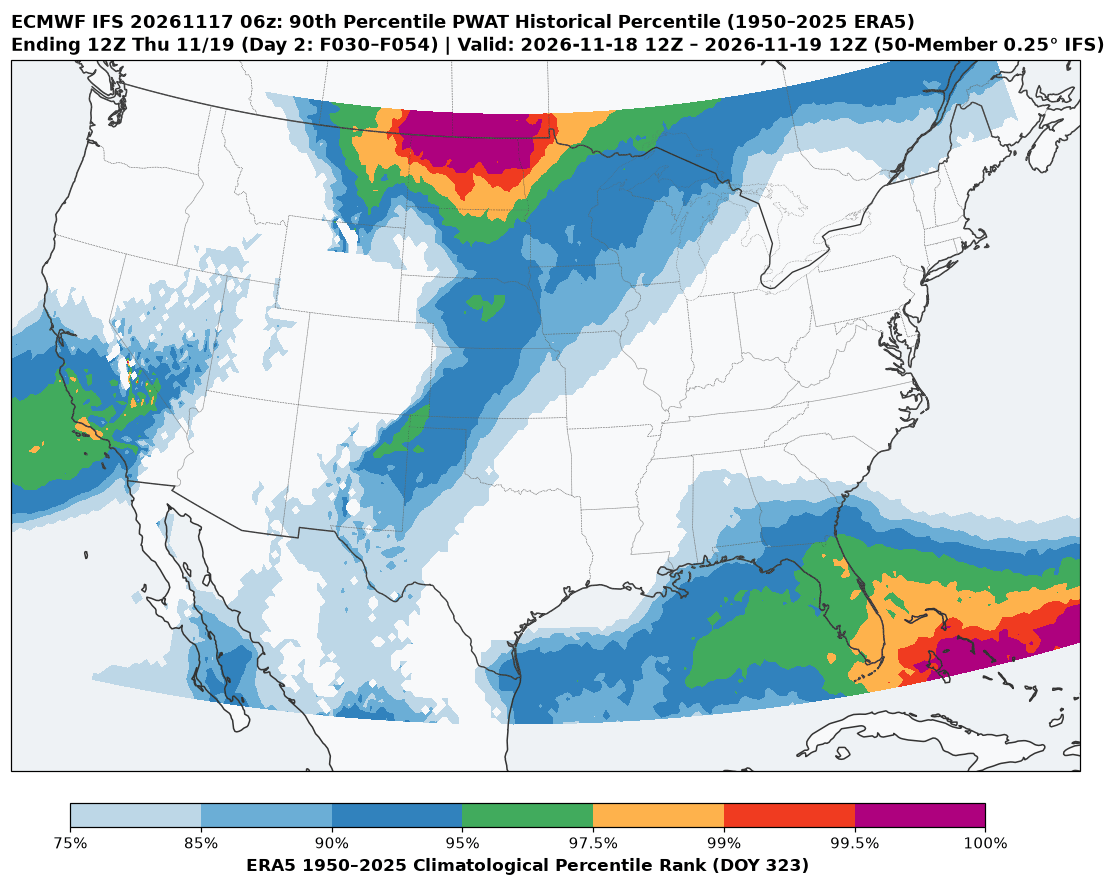 ECMWF IFS 20261117 06z: 90th Percentile PWAT Historical Percentile (1950–2025 ERA5)
Ending 12Z Thu 11/19 (Day 2: F030–F054) | Valid: 2026-11-18 12Z – 2026-11-19 12Z (50-Member 0.25° IFS)
75% 85% 90% 95% 97.5% 99% 99.5% 100%
ERA5 1950–2025 Climatological Percentile Rank (DOY 323)